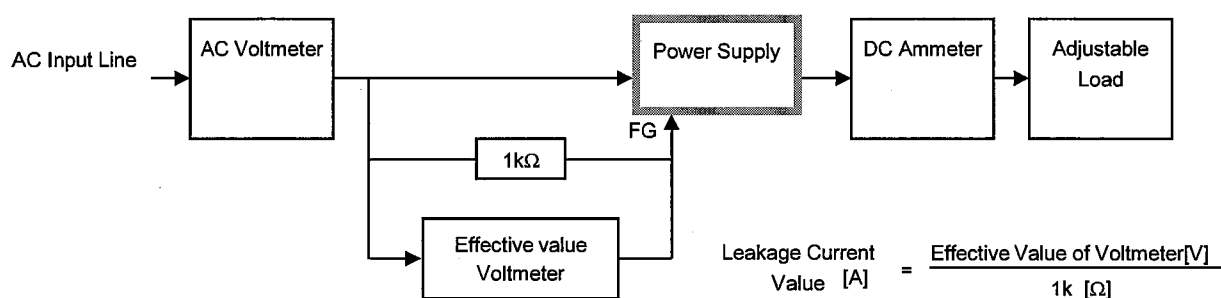 AC Input Line
AC Voltmeter
Power Supply
DC Ammeter
Adjustable
Load
FG
1kΩ
Effective value
Voltmeter
Leakage Current
Value [A]
=
Effective Value of Voltmeter[V]
1k [Ω]